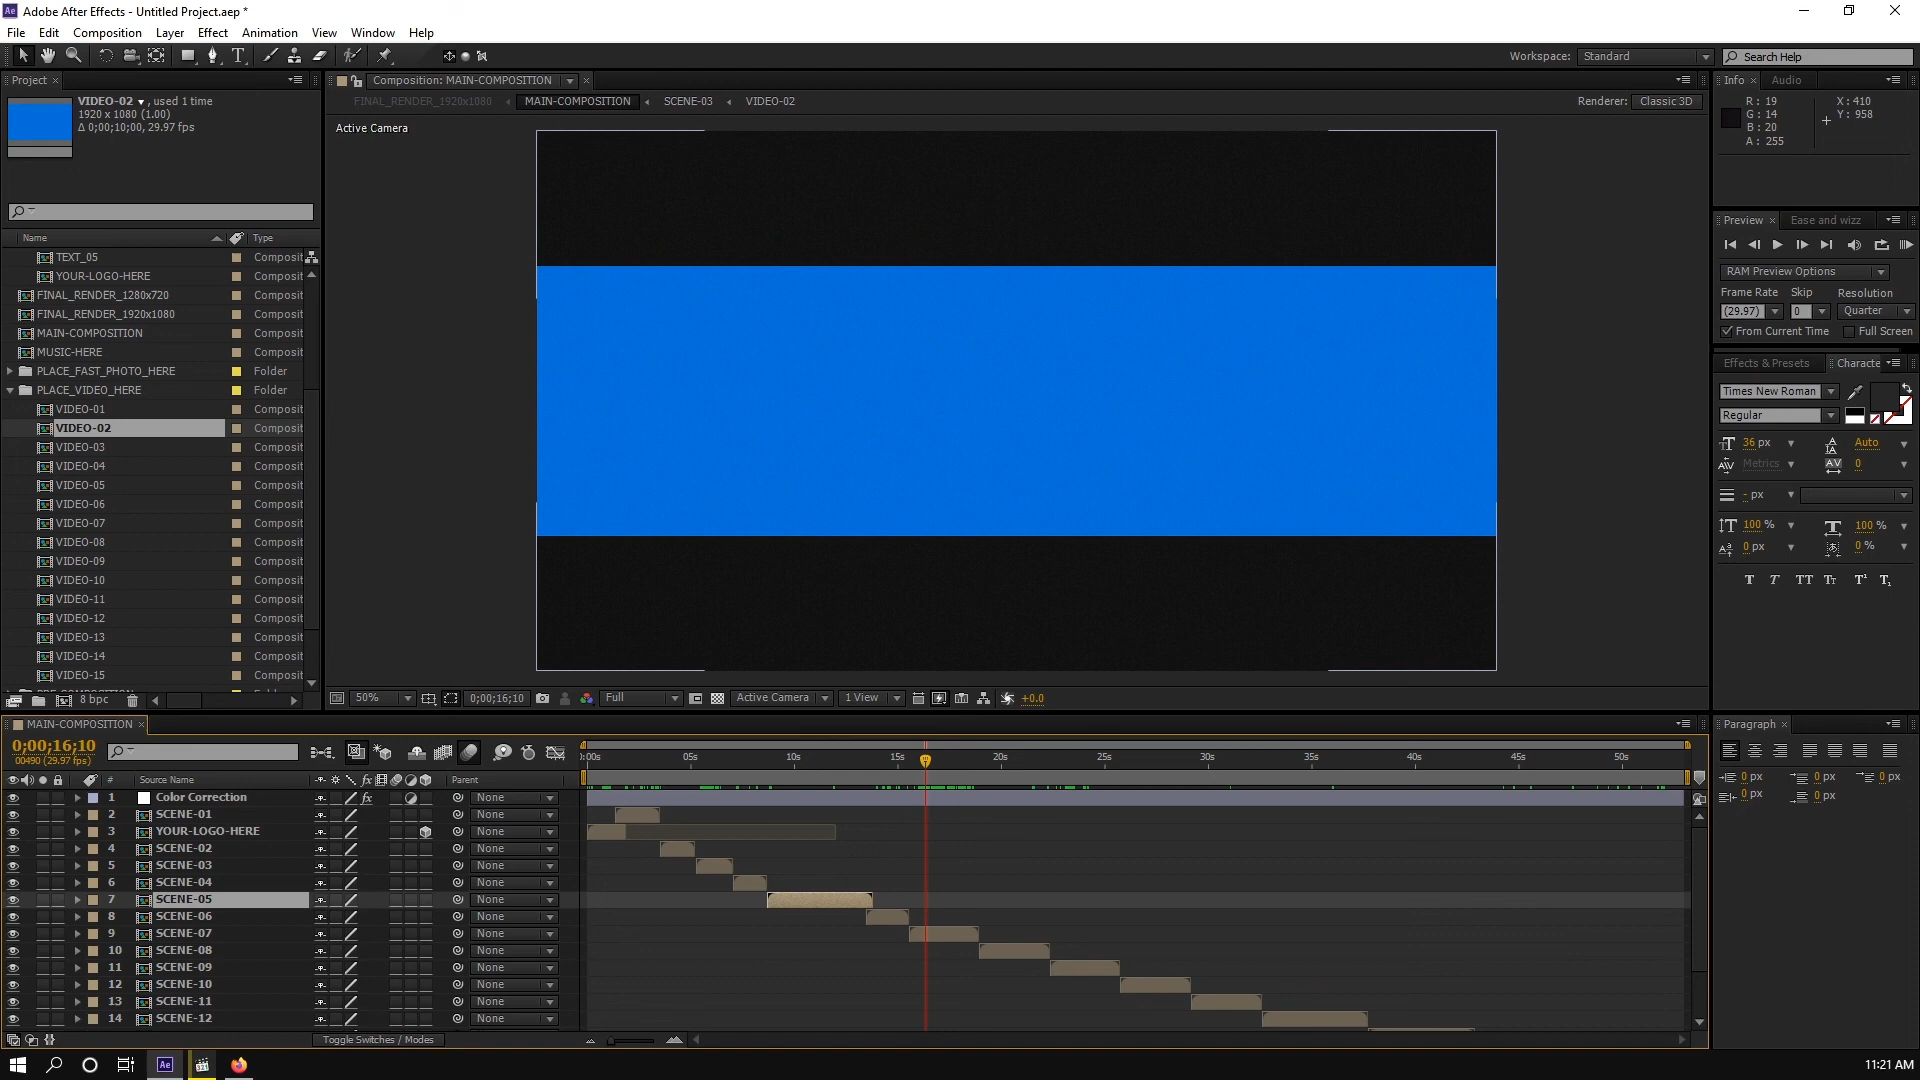 Adobe After Effects - Untitled Project.aep *
File Edit Composition Layer Effect Animation View Window Help
Workspace: Standard Search Help
Project
VIDEO-02 , used 1 time
1920 x 1080 (1.00)
Δ 0;00;10;00, 29.97 fps
Name Type
TEXT_05 Composit
YOUR-LOGO-HERE Composit
FINAL_RENDER_1280x720 Composit
FINAL_RENDER_1920x1080 Composit
MAIN-COMPOSITION Composit
MUSIC-HERE Composit
PLACE_FAST_PHOTO_HERE Folder
PLACE_VIDEO_HERE Folder
VIDEO-01 Composit
VIDEO-02 Composit
VIDEO-03 Composit
VIDEO-04 Composit
VIDEO-05 Composit
VIDEO-06 Composit
VIDEO-07 Composit
VIDEO-08 Composit
VIDEO-09 Composit
VIDEO-10 Composit
VIDEO-11 Composit
VIDEO-12 Composit
VIDEO-13 Composit
VIDEO-14 Composit
VIDEO-15 Composit
8 bpc
Composition: MAIN-COMPOSITION
FINAL_RENDER_1920x1080 MAIN-COMPOSITION SCENE-03 VIDEO-02
Renderer: Classic 3D
Active Camera
50% 0;00;16;10 Full Active Camera 1 View +0.0
Info Audio
R : 19 X : 410
G : 14 Y : 958
B : 20
A : 255
Preview Ease and wizz
RAM Preview Options
Frame Rate Skip Resolution
(29.97) 0 Quarter
From Current Time Full Screen
Effects & Presets Characte
Times New Roman
Regular
36 px Auto
Metrics 0
- px
100 % 100 %
0 px 0 %
T T TT Tt T¹ T₁
MAIN-COMPOSITION
0;00;16;10
00490 (29.97 fps)
0:00s 05s 10s 15s 20s 25s 30s 35s 40s 45s 50s
# Source Name Parent
1 Color Correction None
2 SCENE-01 None
3 YOUR-LOGO-HERE None
4 SCENE-02 None
5 SCENE-03 None
6 SCENE-04 None
7 SCENE-05 None
8 SCENE-06 None
9 SCENE-07 None
10 SCENE-08 None
11 SCENE-09 None
12 SCENE-10 None
13 SCENE-11 None
14 SCENE-12 None
Toggle Switches / Modes
Paragraph
0 px 0 px 0 px
0 px 0 px
11:21 AM